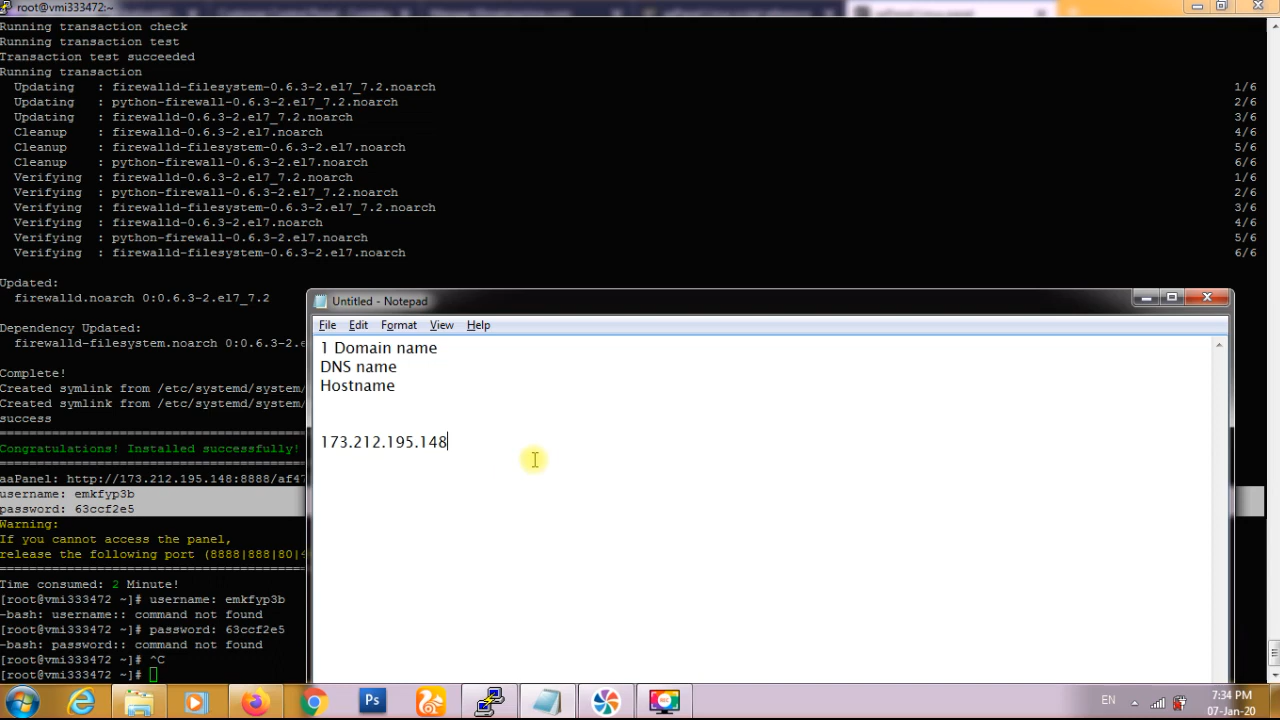 root@vmi333472:~
Running transaction check
Running transaction test
Transaction test succeeded
Running transaction
Updating : firewalld-filesystem-0.6.3-2.el7_7.2.noarch 1/6
Updating : python-firewall-0.6.3-2.el7_7.2.noarch 2/6
Updating : firewalld-0.6.3-2.el7_7.2.noarch 3/6
Cleanup : firewalld-0.6.3-2.el7.noarch 4/6
Cleanup : firewalld-filesystem-0.6.3-2.el7.noarch 5/6
Cleanup : python-firewall-0.6.3-2.el7.noarch 6/6
Verifying : firewalld-0.6.3-2.el7_7.2.noarch 1/6
Verifying : python-firewall-0.6.3-2.el7_7.2.noarch 2/6
Verifying : firewalld-filesystem-0.6.3-2.el7_7.2.noarch 3/6
Verifying : firewalld-0.6.3-2.el7.noarch 4/6
Verifying : python-firewall-0.6.3-2.el7.noarch 5/6
Verifying : firewalld-filesystem-0.6.3-2.el7.noarch 6/6
Updated:
firewalld.noarch 0:0.6.3-2.el7_7.2
Dependency Updated:
firewalld-filesystem.noarch 0:0.6.3-2.e
Complete!
Created symlink from /etc/systemd/system/
Created symlink from /etc/systemd/system/
success
Congratulations! Installed successfully!
aaPanel: http://173.212.195.148:8888/af47
username: emkfyp3b
password: 63ccf2e5
Warning:
If you cannot access the panel,
release the following port (8888|888|80|4
Time consumed: 2 Minute!
[root@vmi333472 ~]# username: emkfyp3b
-bash: username:: command not found
[root@vmi333472 ~]# password: 63ccf2e5
-bash: password:: command not found
[root@vmi333472 ~]# ^C
[root@vmi333472 ~]#
Untitled - Notepad
File Edit Format View Help
1 Domain name
DNS name
Hostname
173.212.195.148
Ps
EN
7:34 PM
07-Jan-20